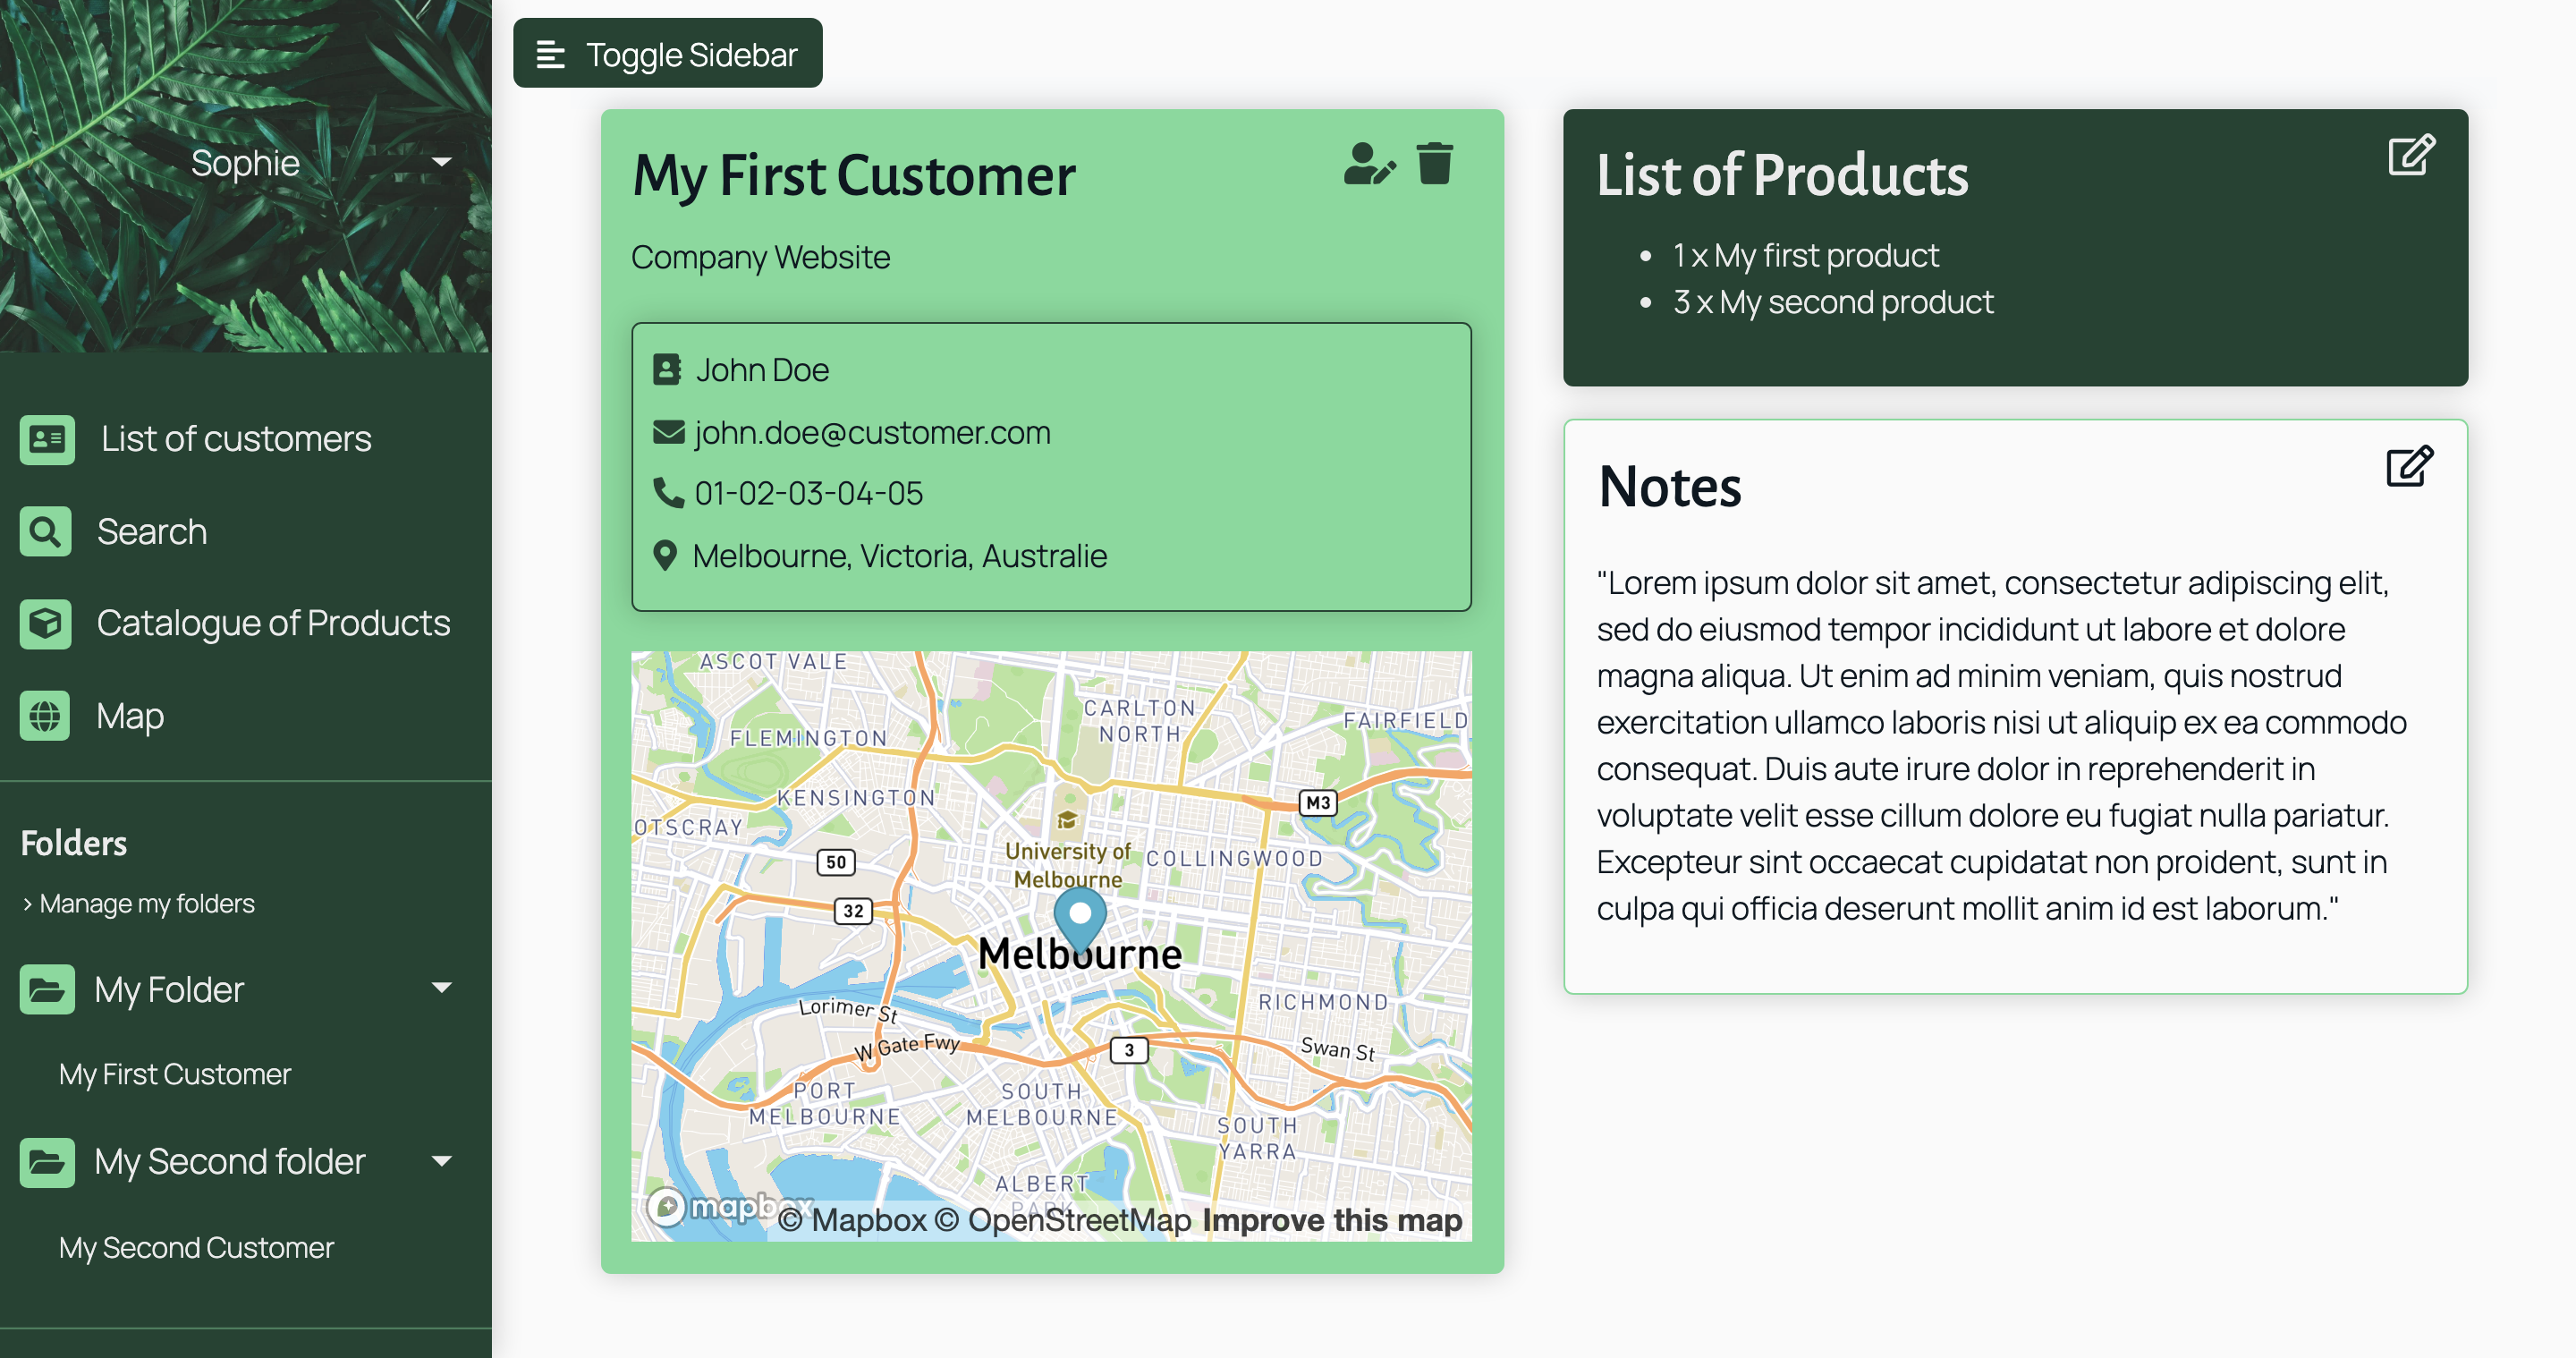 Sophie
List of customers
Search
Catalogue of Products
Map
Folders
› Manage my folders
My Folder
My First Customer
My Second folder
My Second Customer
Toggle Sidebar
My First Customer
Company Website
John Doe
john.doe@customer.com
01-02-03-04-05
Melbourne, Victoria, Australie
ASCOT VALE
CARLTON
NORTH
FAIRFIELD
FLEMINGTON
KENSINGTON
M3
OTSCRAY
50
University of
Melbourne
COLLINGWOOD
32
Melbourne
Lorimer St
RICHMOND
W Gate Fwy
3
Swan St
PORT
MELBOURNE
SOUTH
MELBOURNE
SOUTH
YARRA
ALBERT
PARK
mapbox
© Mapbox © OpenStreetMap Improve this map
List of Products
• 1 x My first product
• 3 x My second product
Notes
"Lorem ipsum dolor sit amet, consectetur adipiscing elit,
sed do eiusmod tempor incididunt ut labore et dolore
magna aliqua. Ut enim ad minim veniam, quis nostrud
exercitation ullamco laboris nisi ut aliquip ex ea commodo
consequat. Duis aute irure dolor in reprehenderit in
voluptate velit esse cillum dolore eu fugiat nulla pariatur.
Excepteur sint occaecat cupidatat non proident, sunt in
culpa qui officia deserunt mollit anim id est laborum."